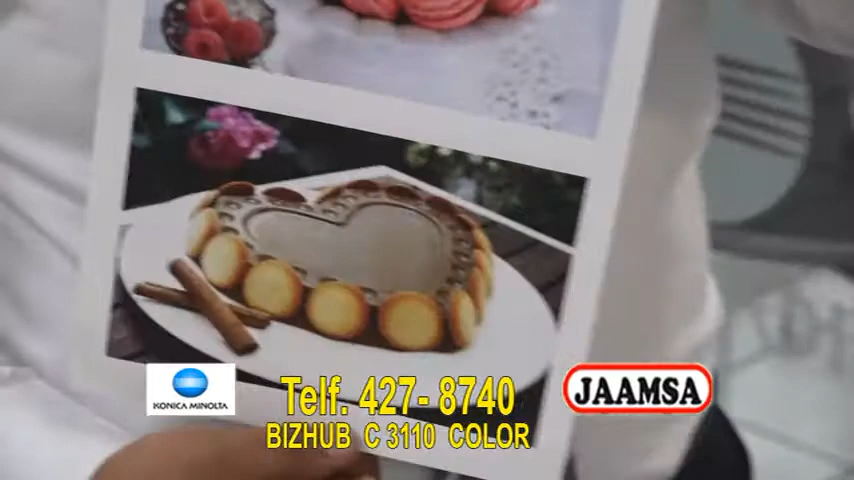 KONICA MINOLTA
Telf. 427- 8740
BIZHUB C 3110 COLOR
JAAMSA